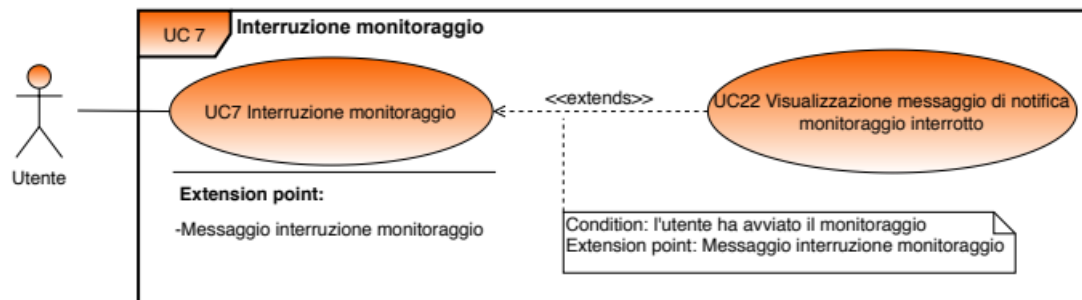 UC 7
Interruzione monitoraggio
UC7 Interruzione monitoraggio
<<extends>>
UC22 Visualizzazione messaggio di notifica
monitoraggio interrotto
Utente
Extension point:
-Messaggio interruzione monitoraggio
Condition: l'utente ha avviato il monitoraggio
Extension point: Messaggio interruzione monitoraggio